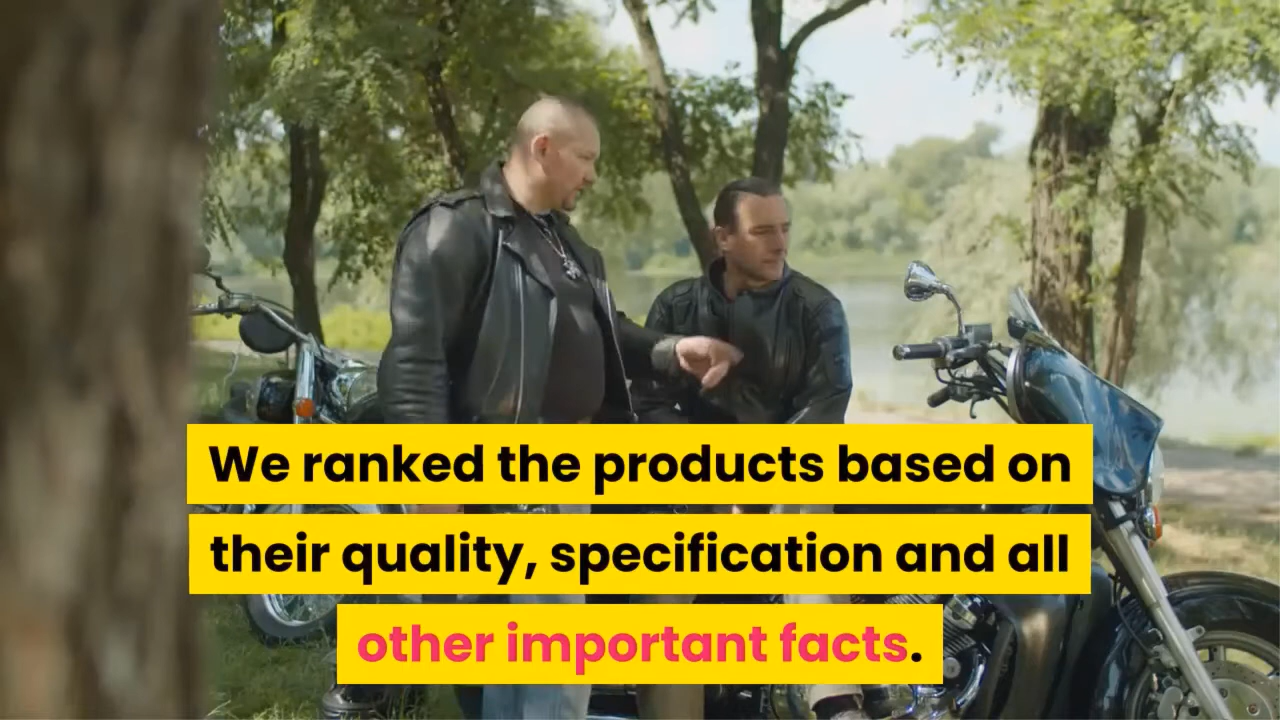 We ranked the products based on
their quality, specification and all
other important facts.